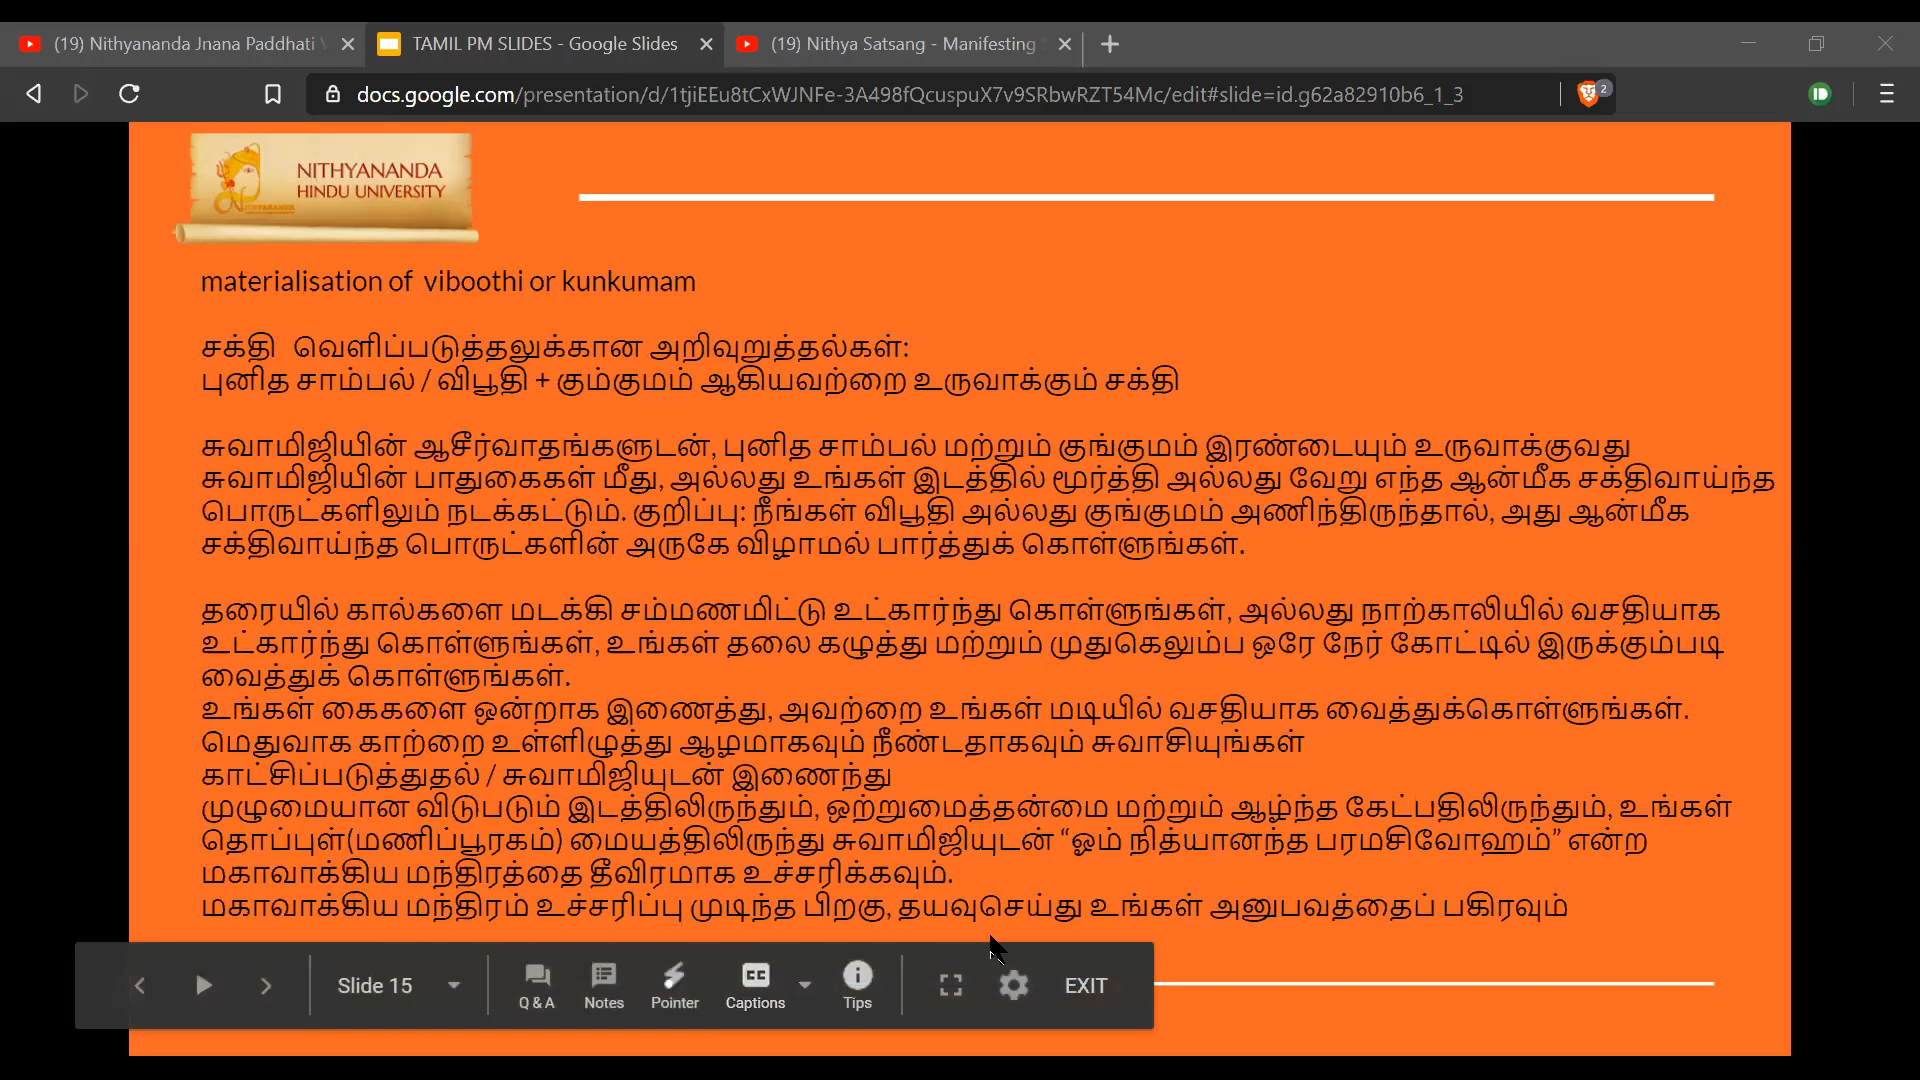 (19) Nithyananda Jnana Paddhati
TAMIL PM SLIDES - Google Slides
(19) Nithya Satsang - Manifesting
docs.google.com/presentation/d/1tjiEEu8tCxWJNFe-3A498fQcuspuX7v9SRbwRZT54Mc/edit#slide=id.g62a82910b6_1_3
2
NITHYANANDA
HINDU UNIVERSITY
materialisation of viboothi or kunkumam
சக்தி வெளிப்படுத்தலுக்கான அறிவுறுத்தல்கள்:
புனித சாம்பல் / விபூதி + கும்குமம் ஆகியவற்றை உருவாக்கும் சக்தி
சுவாமிஜியின் ஆசீர்வாதங்களுடன், புனித சாம்பல் மற்றும் குங்குமம் இரண்டையும் உருவாக்குவது
சுவாமிஜியின் பாதுகைகள் மீது, அல்லது உங்கள் இடத்தில் மூர்த்தி அல்லது வேறு எந்த ஆன்மீக சக்திவாய்ந்த
பொருட்களிலும் நடக்கட்டும். குறிப்பு: நீங்கள் விபூதி அல்லது குங்குமம் அணிந்திருந்தால், அது ஆன்மீக
சக்திவாய்ந்த பொருட்களின் அருகே விழாமல் பார்த்துக் கொள்ளுங்கள்.
தரையில் கால்களை மடக்கி சம்மணமிட்டு உட்கார்ந்து கொள்ளுங்கள், அல்லது நாற்காலியில் வசதியாக
உட்கார்ந்து கொள்ளுங்கள், உங்கள் தலை கழுத்து மற்றும் முதுகெலும்ப ஒரே நேர் கோட்டில் இருக்கும்படி
வைத்துக் கொள்ளுங்கள்.
உங்கள் கைகளை ஒன்றாக இணைத்து, அவற்றை உங்கள் மடியில் வசதியாக வைத்துக்கொள்ளுங்கள்.
மெதுவாக காற்றை உள்ளிழுத்து ஆழமாகவும் நீண்டதாகவும் சுவாசியுங்கள்
காட்சிப்படுத்துதல் / சுவாமிஜியுடன் இணைந்து
முழுமையான விடுபடும் இடத்திலிருந்தும், ஒற்றுமைத்தன்மை மற்றும் ஆழ்ந்த கேட்பதிலிருந்தும், உங்கள்
தொப்புள்(மணிப்பூரகம்) மையத்திலிருந்து சுவாமிஜியுடன் “ஓம் நித்யானந்த பரமசிவோஹம்” என்ற
மகாவாக்கிய மந்திரத்தை தீவிரமாக உச்சரிக்கவும்.
மகாவாக்கிய மந்திரம் உச்சரிப்பு முடிந்த பிறகு, தயவுசெய்து உங்கள் அனுபவத்தைப் பகிரவும்
Slide 15
Q & A
Notes
Pointer
Captions
Tips
EXIT